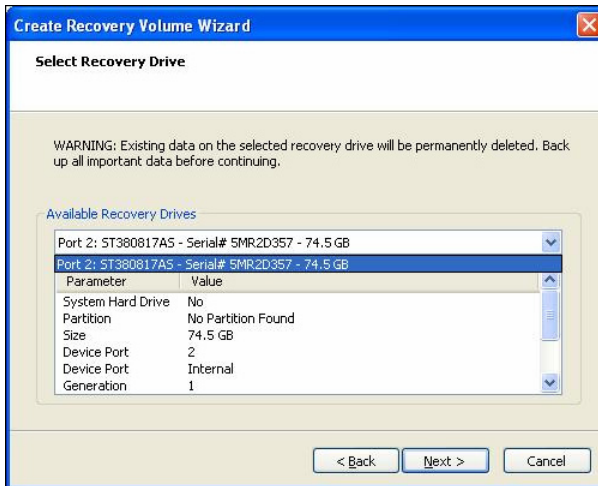 Create Recovery Volume Wizard
Select Recovery Drive
WARNING: Existing data on the selected recovery drive will be permanently deleted. Back
up all important data before continuing.
Available Recovery Drives
Port 2: ST380817AS - Serial# 5MR2D357 - 74.5 GB
Port 2: ST380817AS - Serial# 5MR2D357 - 74.5 GB
Parameter Value
System Hard Drive No
Partition No Partition Found
Size 74.5 GB
Device Port 2
Device Port Internal
Generation 1
< Back Next > Cancel